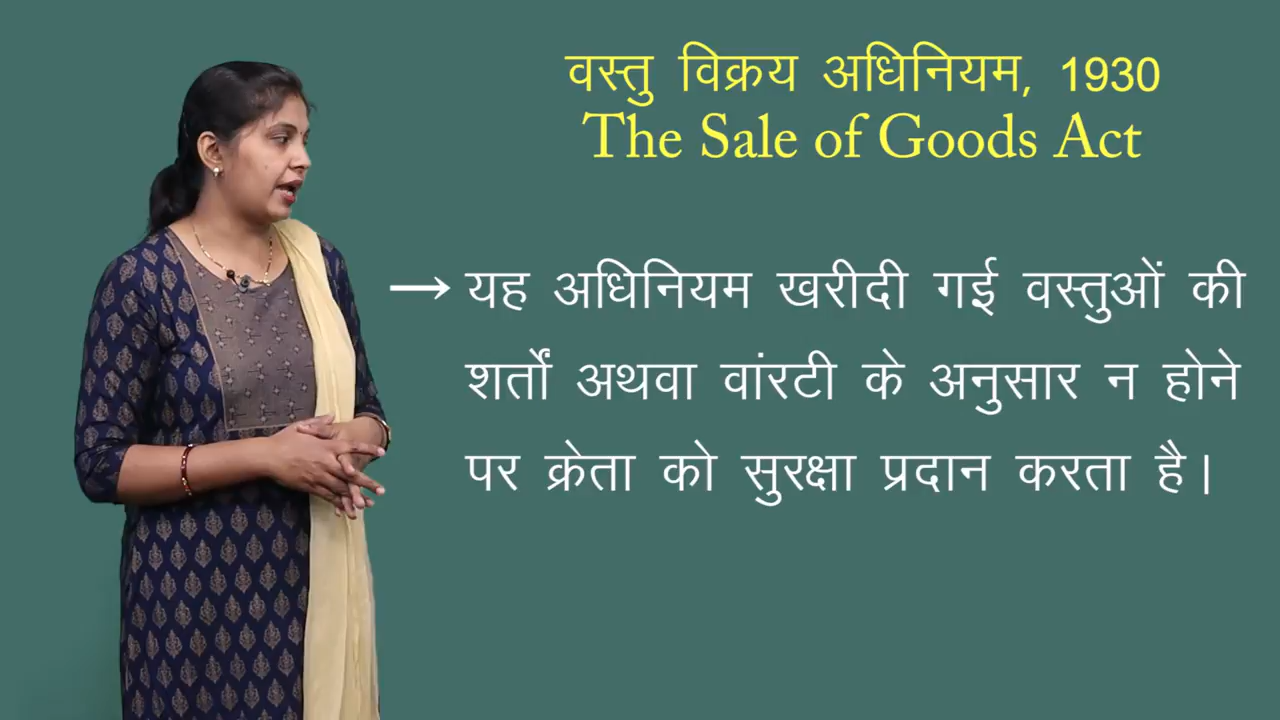 वस्तु विक्रय अधिनियम, 1930
The Sale of Goods Act
→ यह अधिनियम खरीदी गई वस्तुओं की
शर्तों अथवा वांरटी के अनुसार न होने
पर क्रेता को सुरक्षा प्रदान करता है।